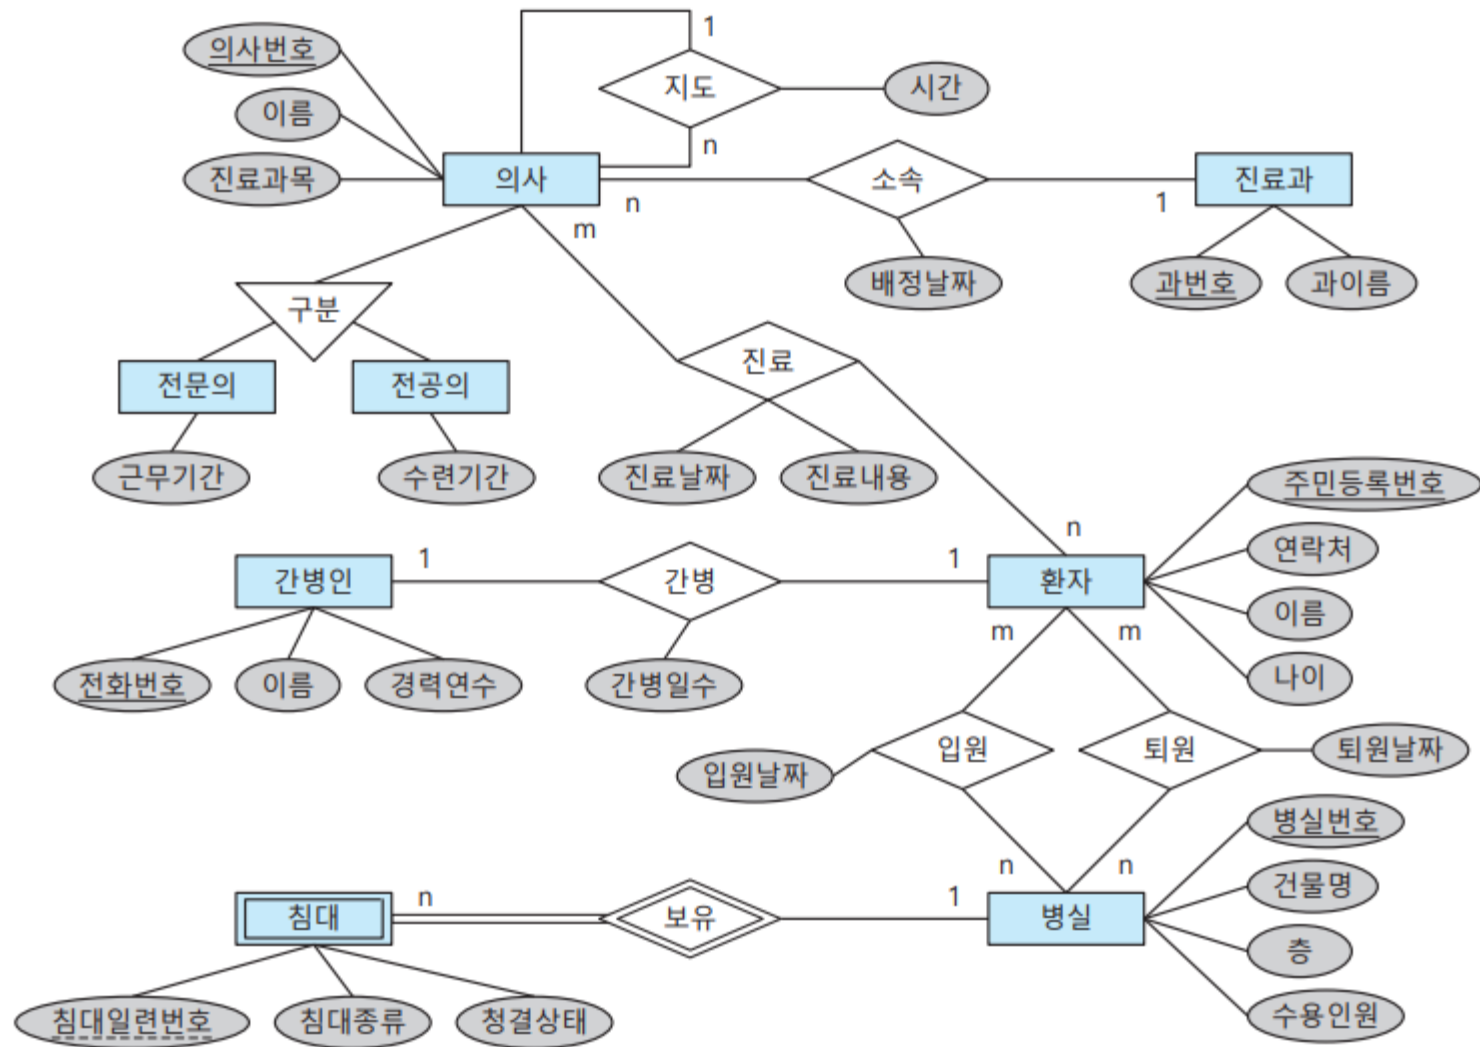 의사번호
이름
진료과목
의사
1
지도
n
시간
n
소속
1
진료과
m
배정날짜
과번호
과이름
구분
전문의
전공의
근무기간
수련기간
진료
진료날짜
진료내용
n
간병인
1
간병
1
환자
주민등록번호
연락처
이름
나이
전화번호
이름
경력연수
간병일수
m
m
입원날짜
입원
퇴원
퇴원날짜
n
n
침대
n
보유
1
병실
병실번호
건물명
층
수용인원
침대일련번호
침대종류
청결상태